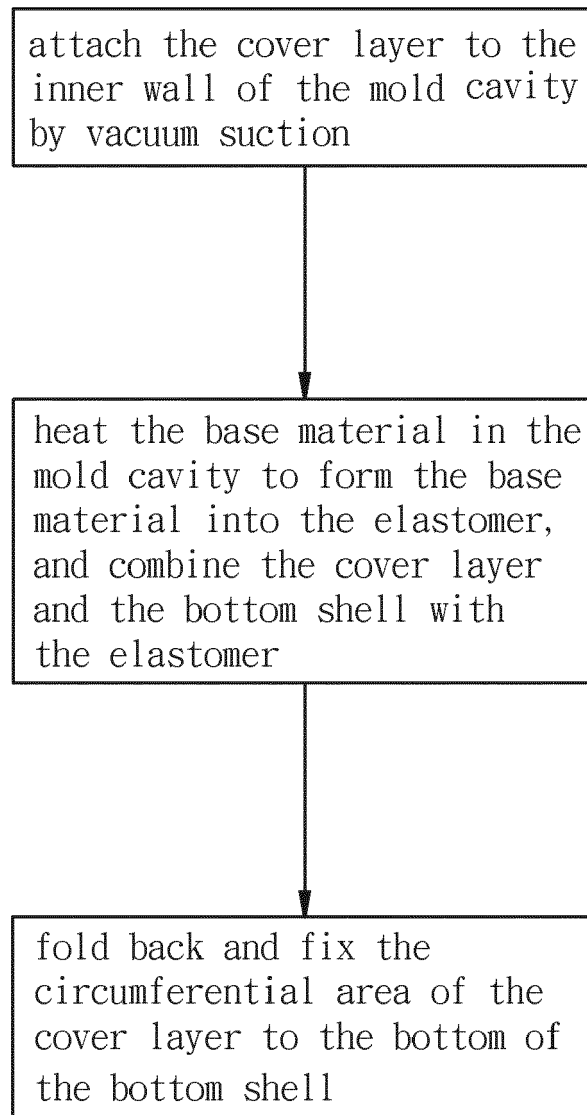 attach the cover layer to the
inner wall of the mold cavity
by vacuum suction
heat the base material in the
mold cavity to form the base
material into the elastomer,
and combine the cover layer
and the bottom shell with
the elastomer
fold back and fix the
circumferential area of the
cover layer to the bottom of
the bottom shell